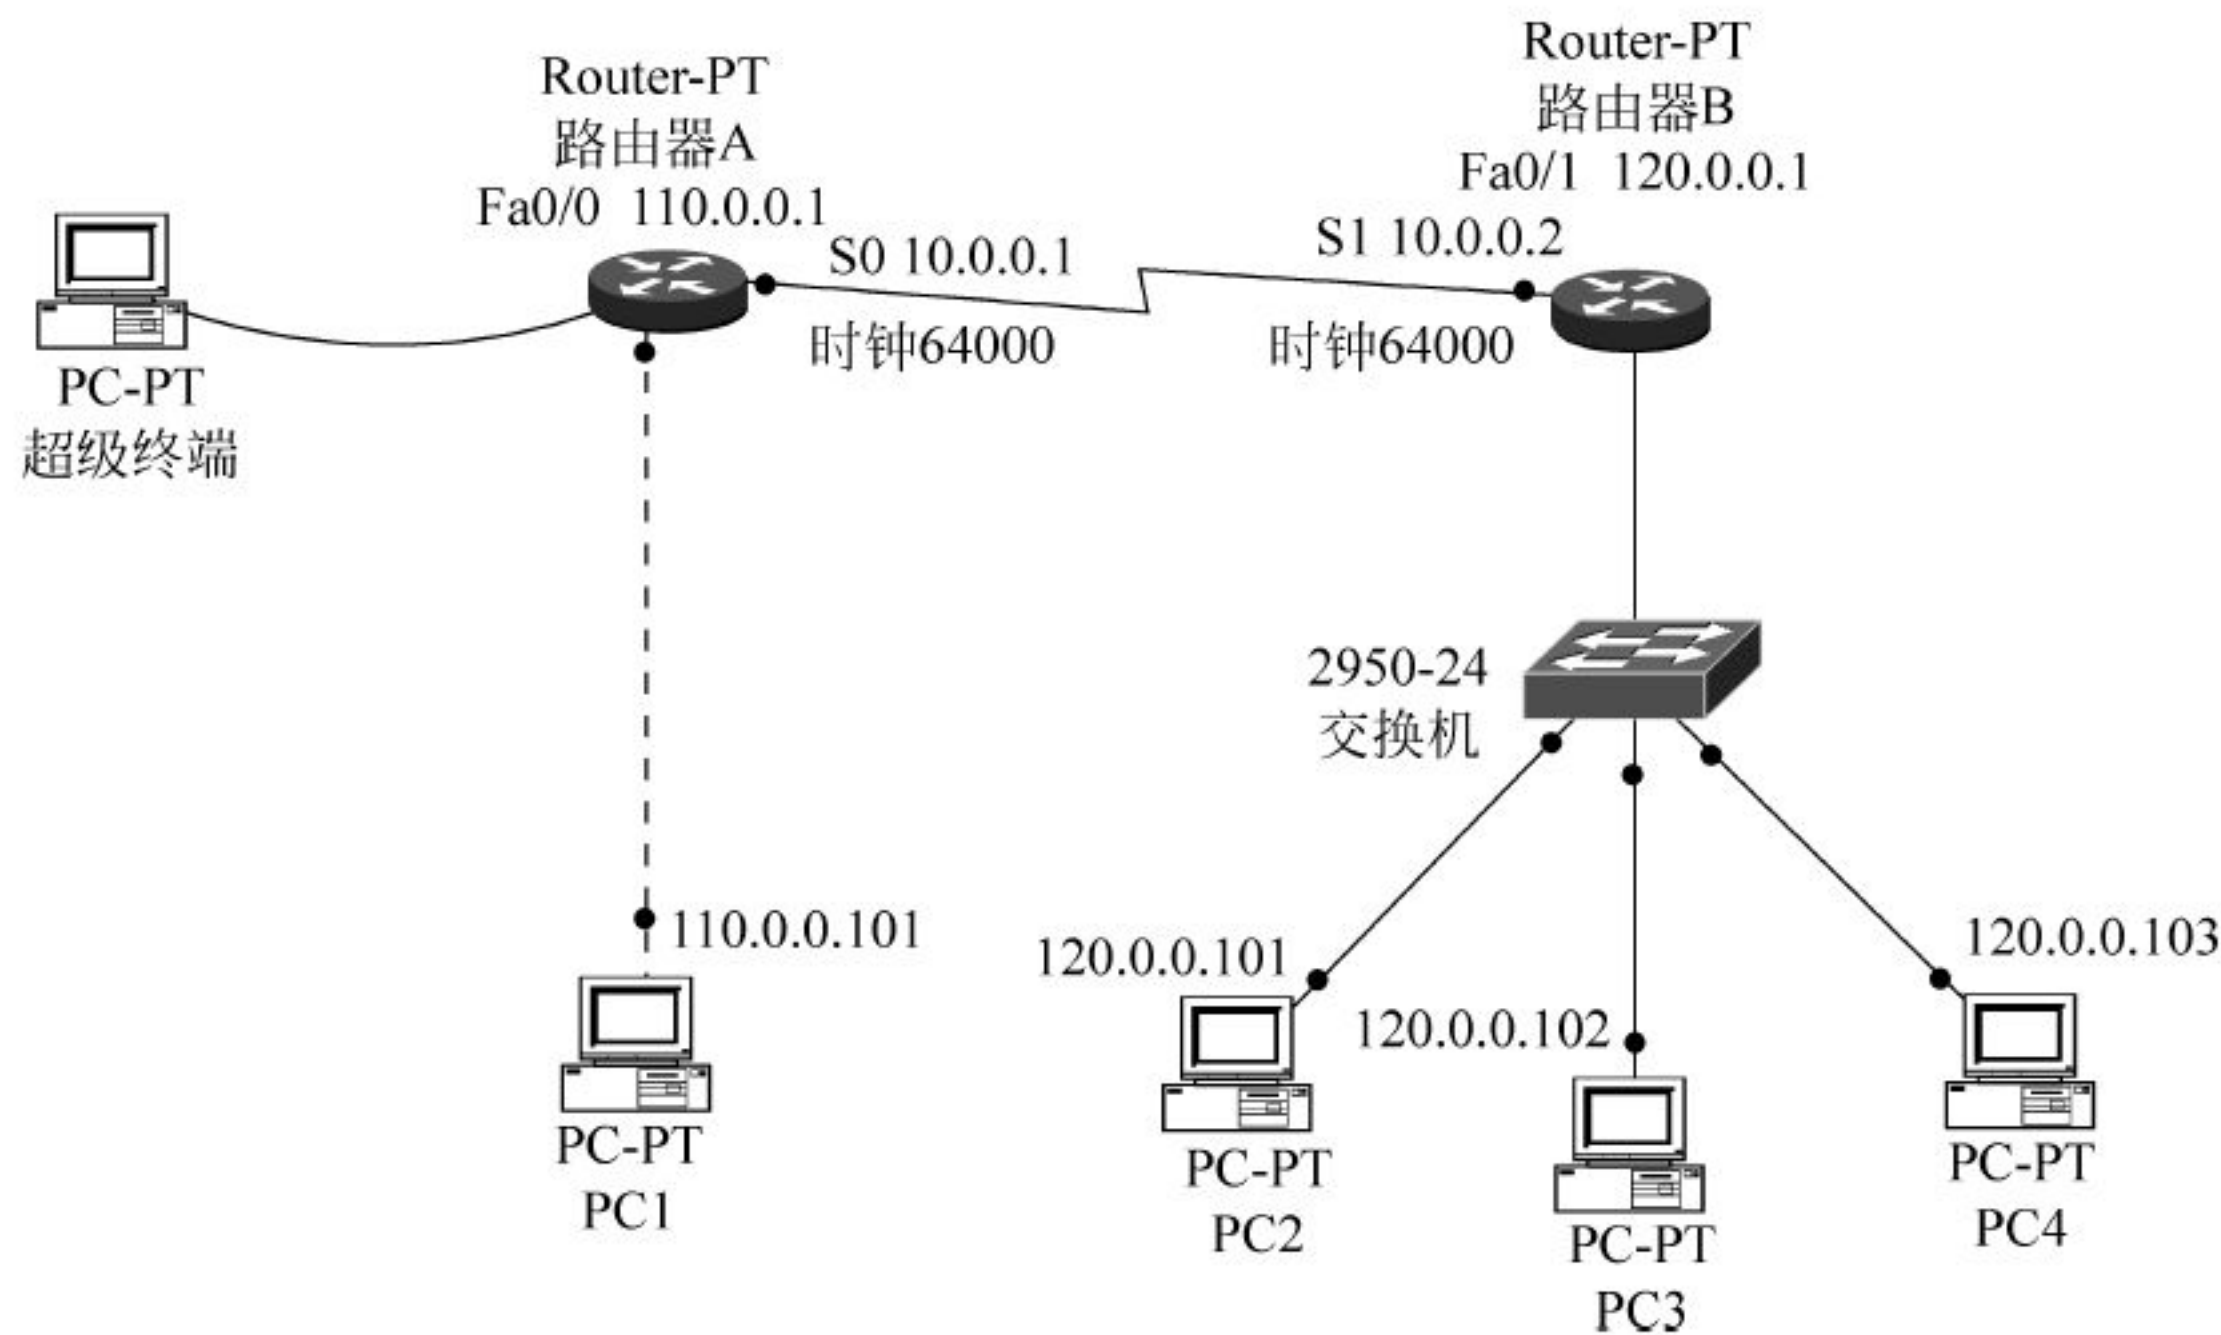 Router-PT
路由器A
Fa0/0 110.0.0.1
Router-PT
路由器B
Fa0/1 120.0.0.1
S0 10.0.0.1
S1 10.0.0.2
时钟64000
时钟64000
PC-PT
超级终端
2950-24
交换机
110.0.0.101
120.0.0.101
120.0.0.102
120.0.0.103
PC-PT
PC1
PC-PT
PC2
PC-PT
PC3
PC-PT
PC4